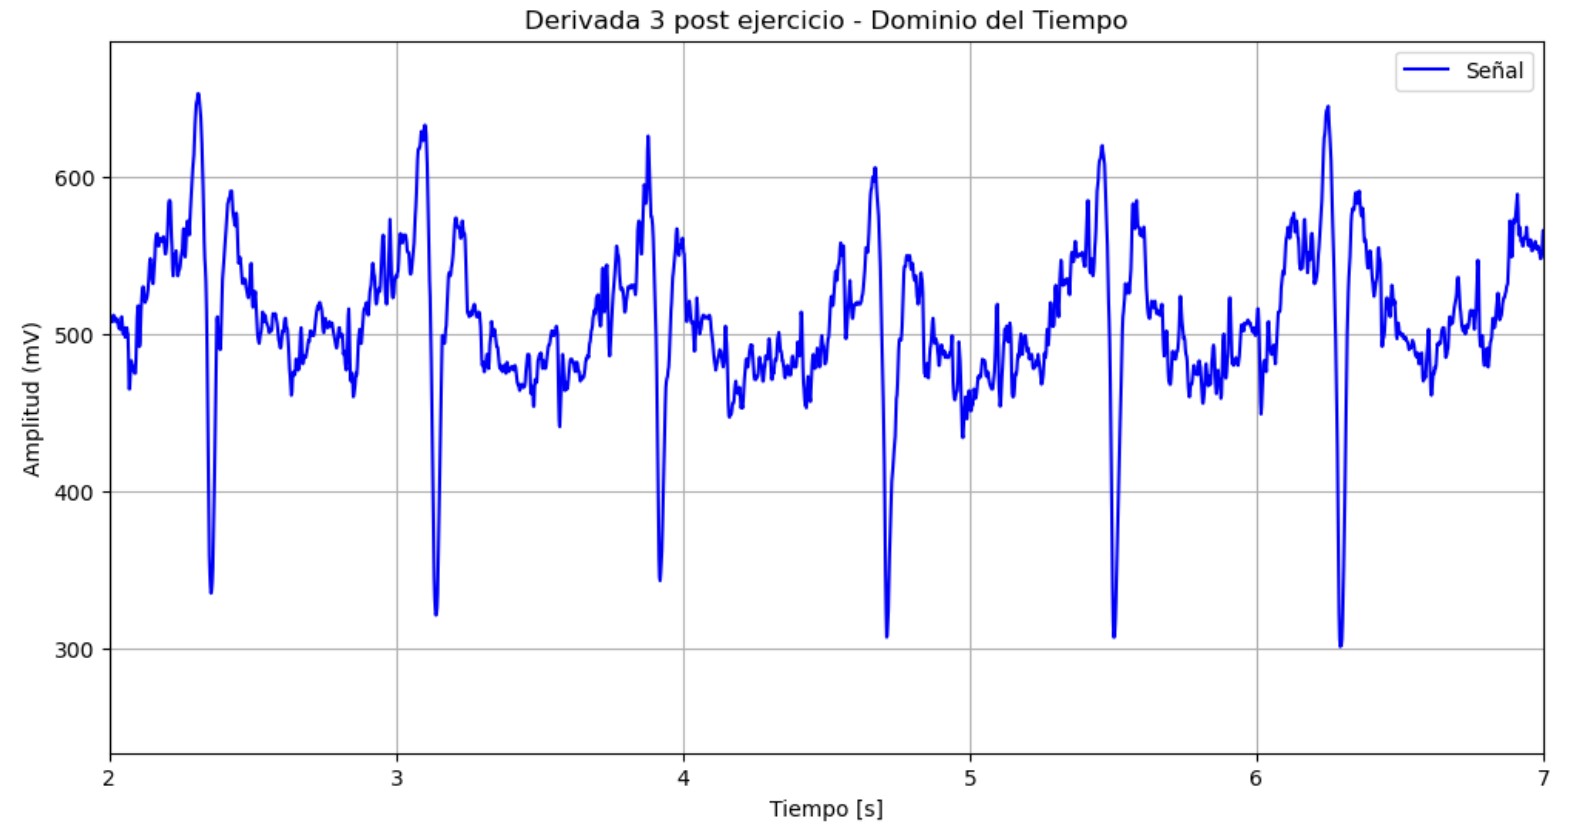 Derivada 3 post ejercicio - Dominio del Tiempo
Señal
600
500
400
300
Amplitud (mV)
2 3 4 5 6 7
Tiempo [s]